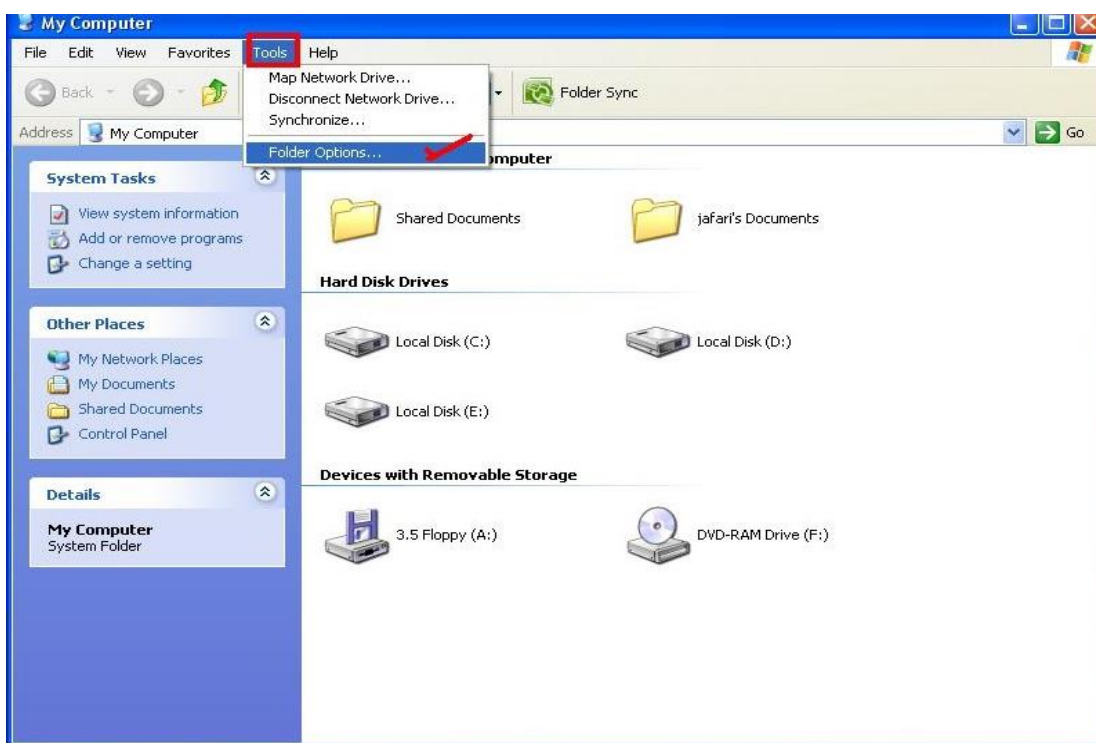 My Computer
File Edit View Favorites Tools Help
Map Network Drive...
Disconnect Network Drive...
Synchronize...
Folder Options...
Back
Folder Sync
Address My Computer
Go
System Tasks
View system information
Add or remove programs
Change a setting
Other Places
My Network Places
My Documents
Shared Documents
Control Panel
Details
My Computer
System Folder
omputer
Shared Documents jafari's Documents
Hard Disk Drives
Local Disk (C:) Local Disk (D:)
Local Disk (E:)
Devices with Removable Storage
3.5 Floppy (A:) DVD-RAM Drive (F:)